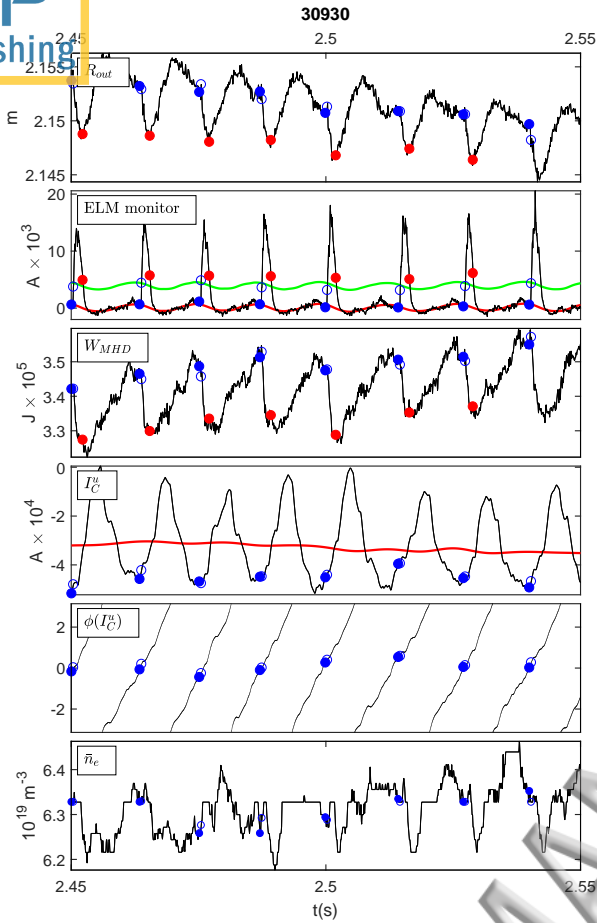 30930
P
shing
2.45 2.5 2.55
2.155
2.15
2.145
m
R_out
20
10
0
A × 10^3
ELM monitor
3.5
3.4
3.3
J × 10^5
W_MHD
0
-2
-4
A × 10^4
I_C^u
2
0
-2
ϕ(I_C^u)
6.4
6.3
6.2
10^19 m^-3
n̄_e
2.45 2.5 2.55
t(s)